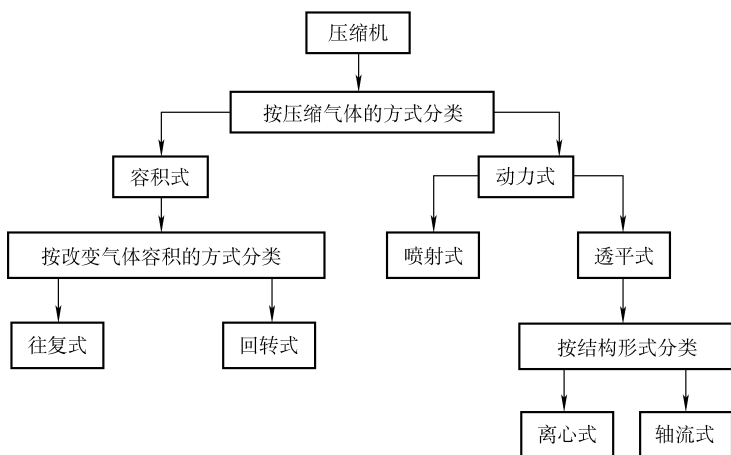 压缩机
按压缩气体的方式分类
容积式
动力式
按改变气体容积的方式分类
喷射式
透平式
往复式
回转式
按结构形式分类
离心式
轴流式